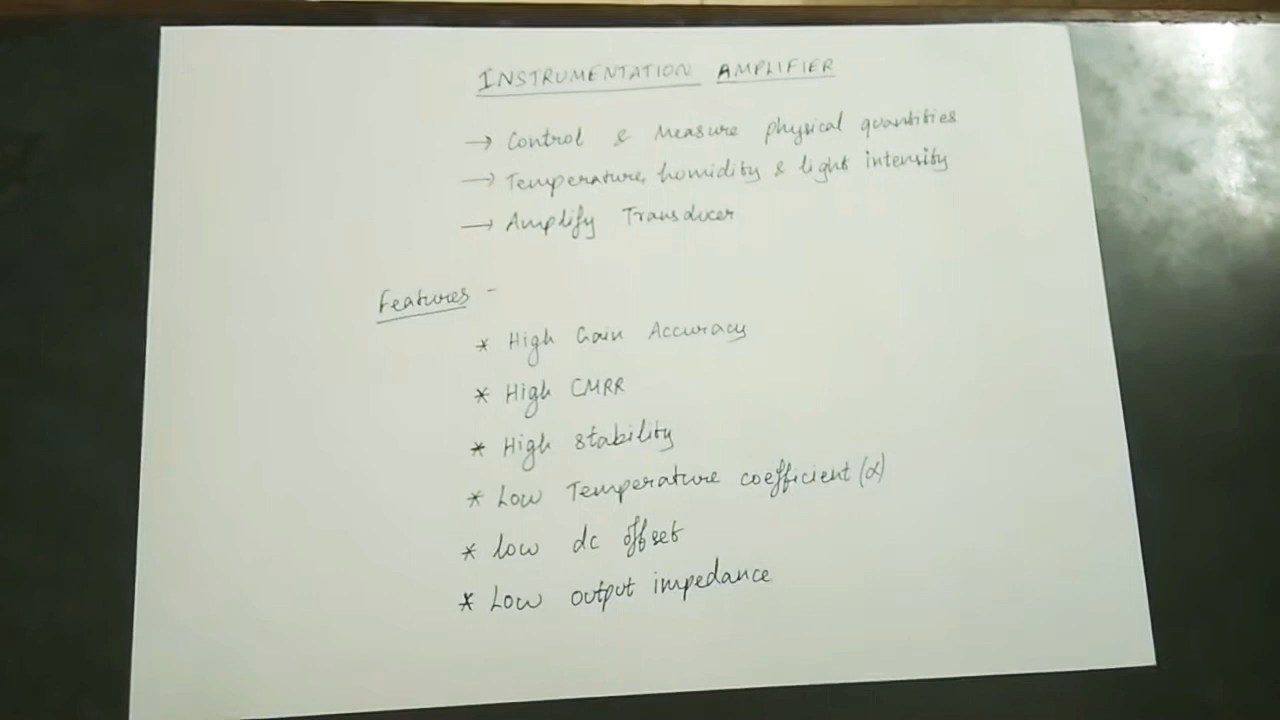 INSTRUMENTATION AMPLIFIER
→ Control & Measure physical quantities
→ Temperature, homidity & light intensity
→ Amplify Transducer
Features -
* High Gain Accuracy
* High CMRR
* High stability
* Low Temperature coefficient (α)
* low dc offset
* Low output impedance